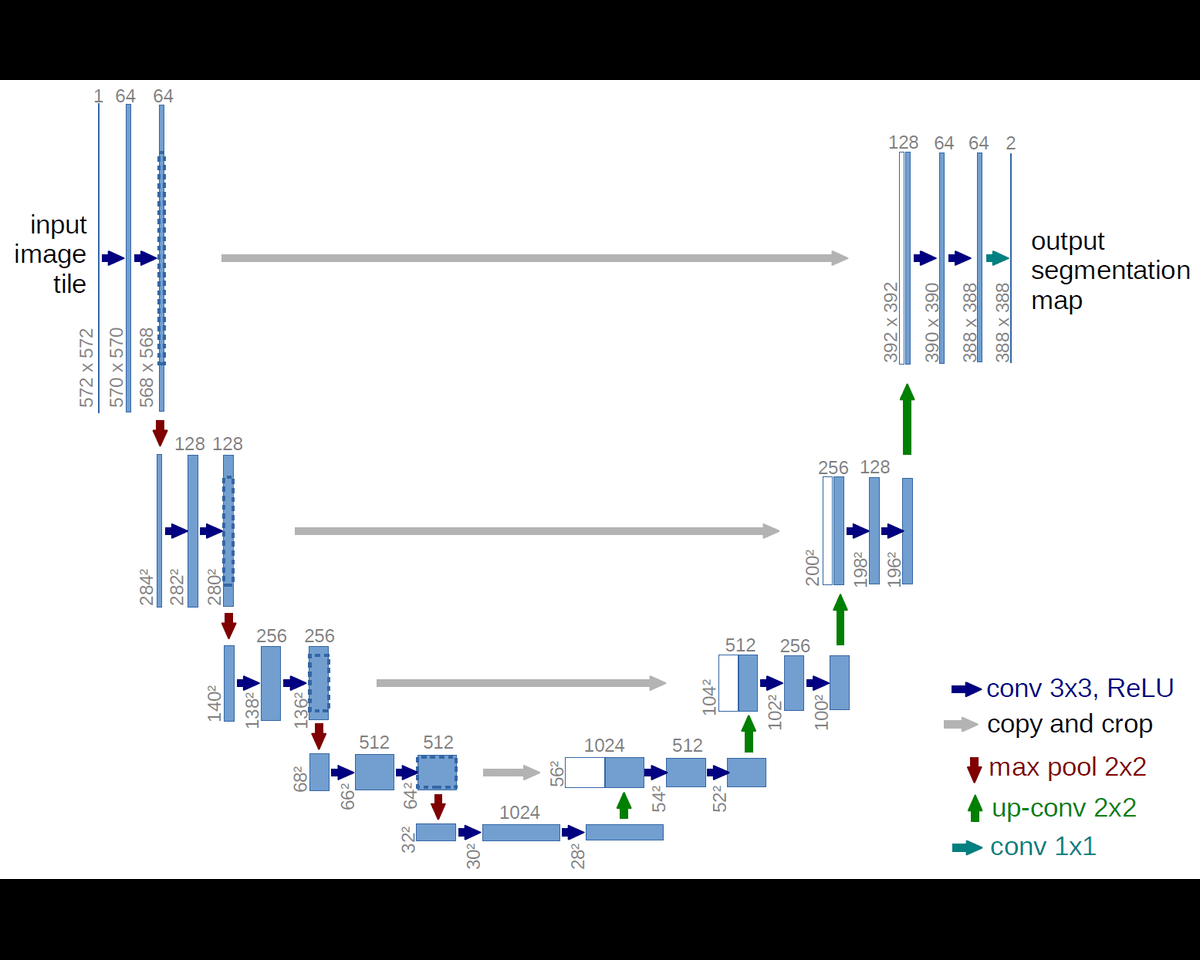 1 64 64
input
image
tile
572 x 572
570 x 570
568 x 568
128 64 64 2
output
segmentation
map
392 x 392
390 x 390
388 x 388
388 x 388
128 128
284²
282²
280²
256 128
200²
198²
196²
256 256
140²
138²
136²
512 256
104²
102²
100²
512 512
68²
66²
64²
1024 512
56²
54²
52²
1024
32²
30²
28²
conv 3x3, ReLU
copy and crop
max pool 2x2
up-conv 2x2
conv 1x1